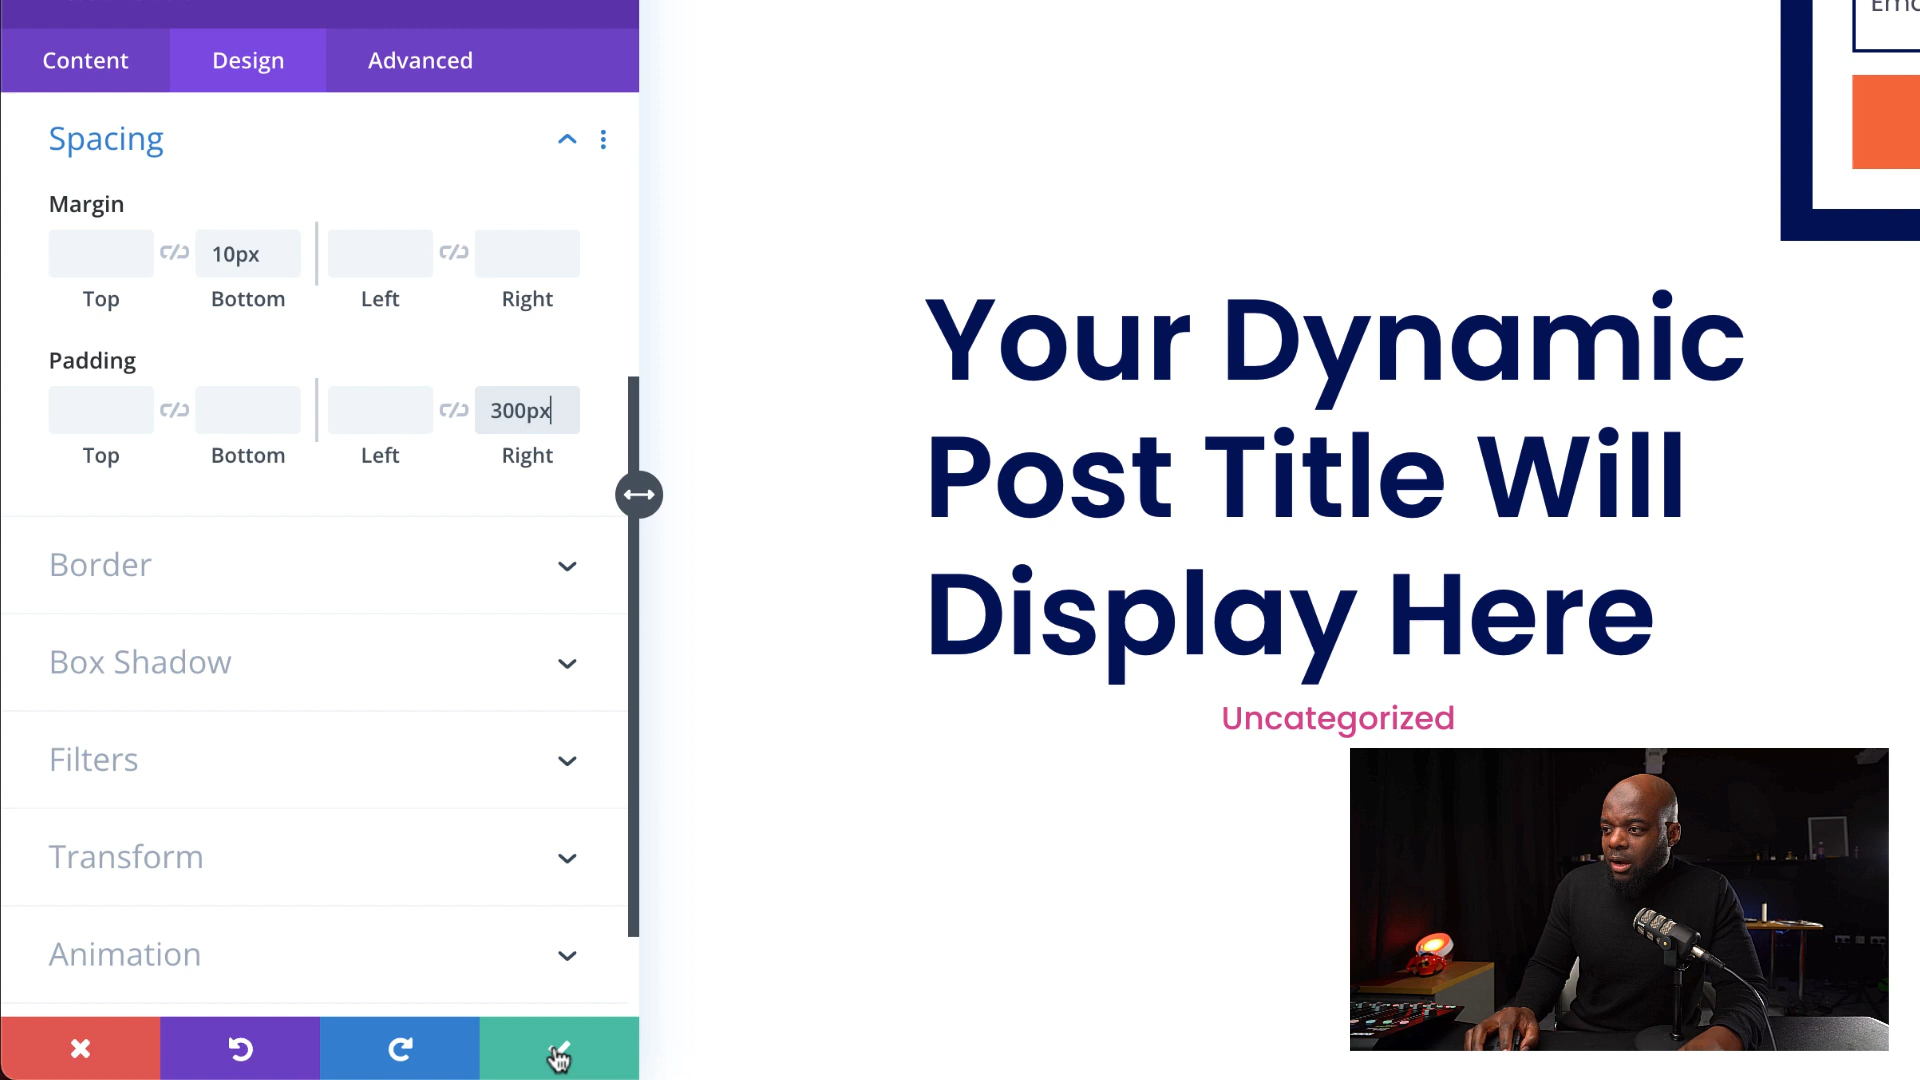 Content Design Advanced
Spacing
Margin
10px
Top Bottom Left Right
Padding
300px
Top Bottom Left Right
Border
Box Shadow
Filters
Transform
Animation
Your Dynamic
Post Title Will
Display Here
Uncategorized